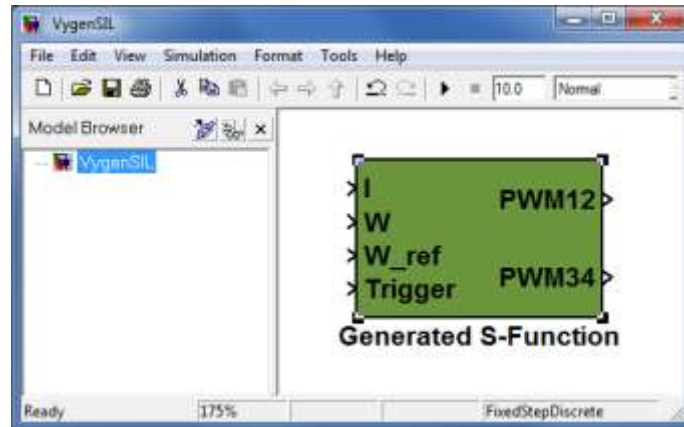 VygenSIL
File Edit View Simulation Format Tools Help
10.0 Normal
Model Browser
VygenSIL
I
W
W_ref
Trigger
PWM12
PWM34
Generated S-Function
Ready 175% FixedStepDiscrete